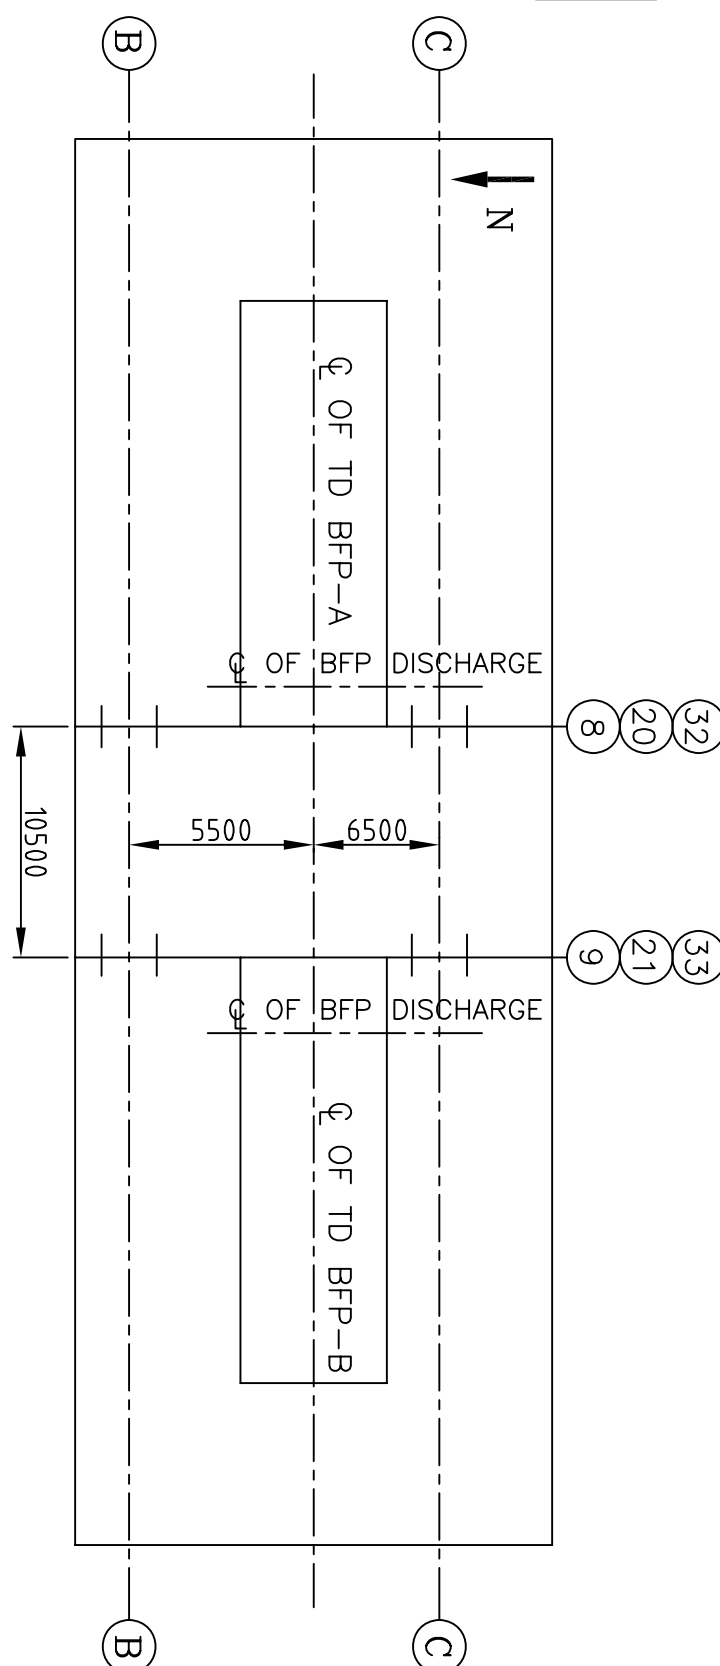 B
C
N
℄ OF TD BFP-A
℄ OF BFP DISCHARGE
8 20 32
10500
5500
6500
9 21 33
℄ OF BFP DISCHARGE
℄ OF TD BFP-B
B
C